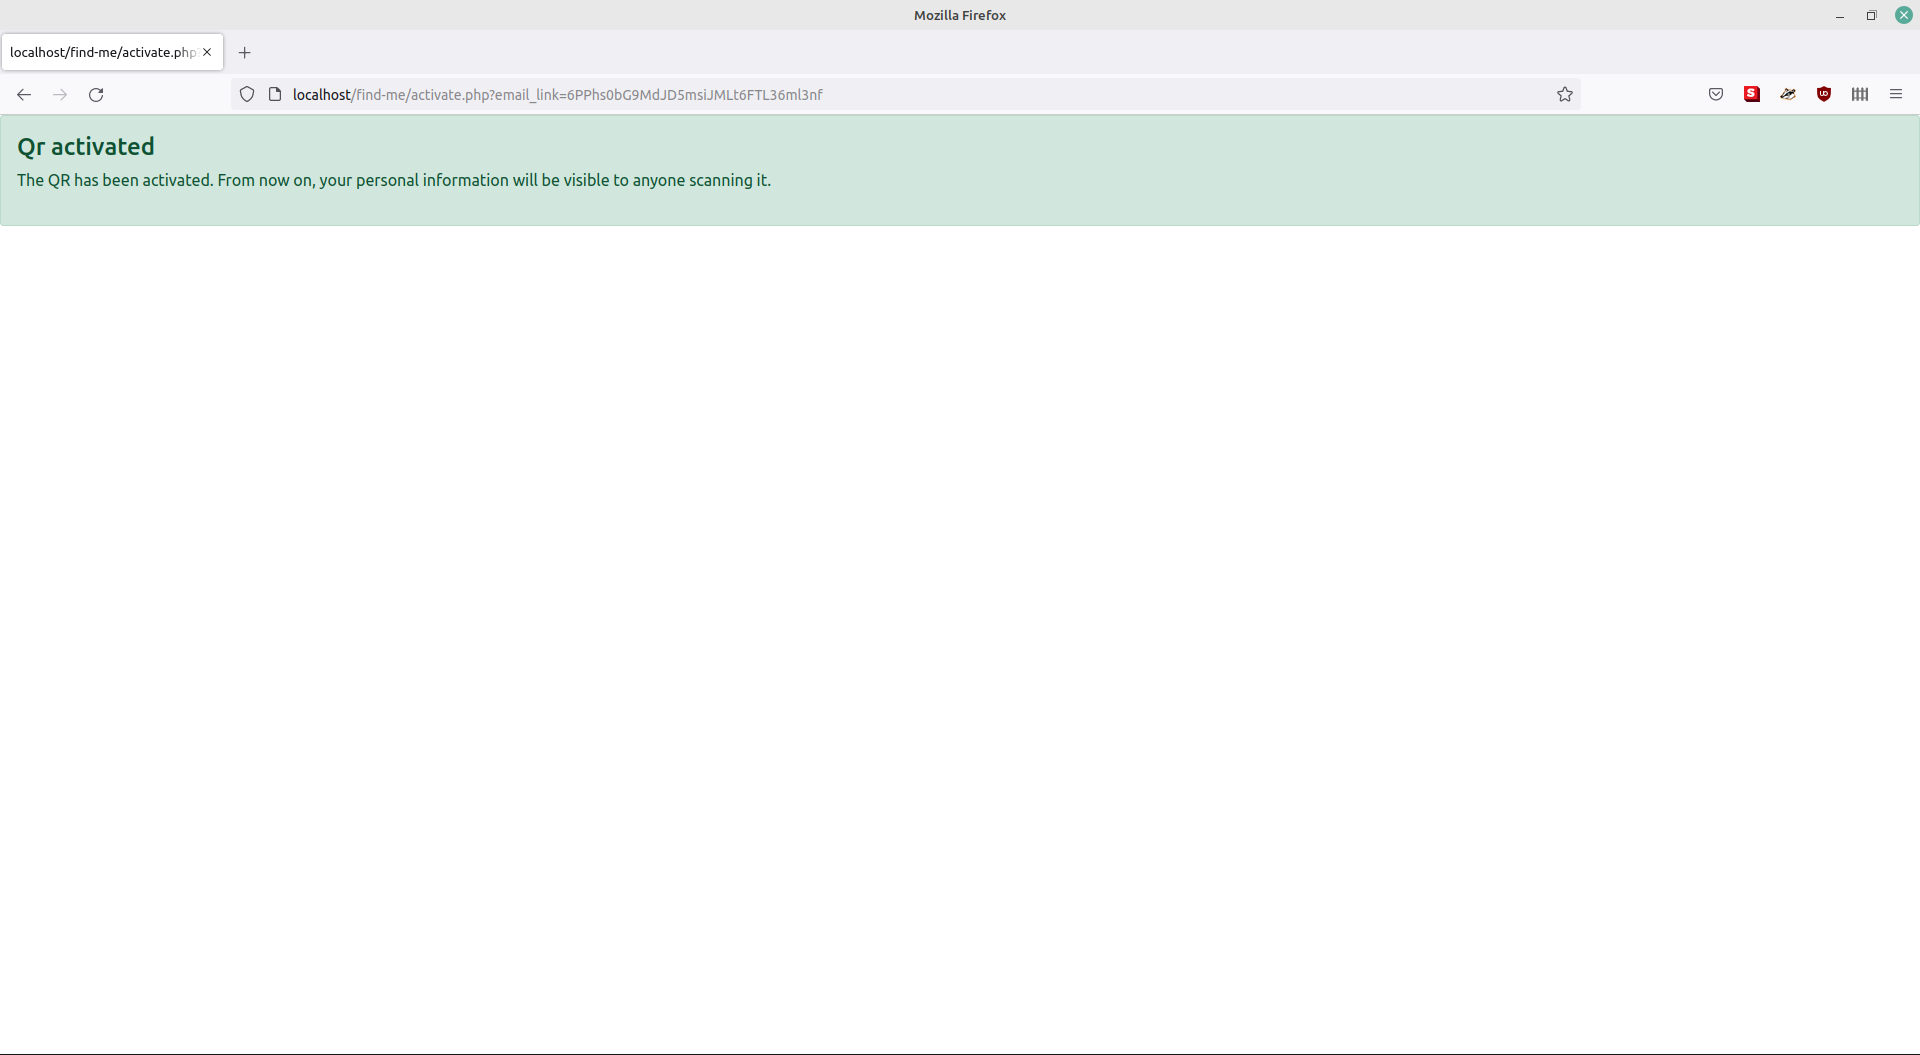 Mozilla Firefox
localhost/find-me/activate.php
localhost/find-me/activate.php?email_link=6PPhs0bG9MdJD5msiJMLt6FTL36ml3nf
Qr activated
The QR has been activated. From now on, your personal information will be visible to anyone scanning it.